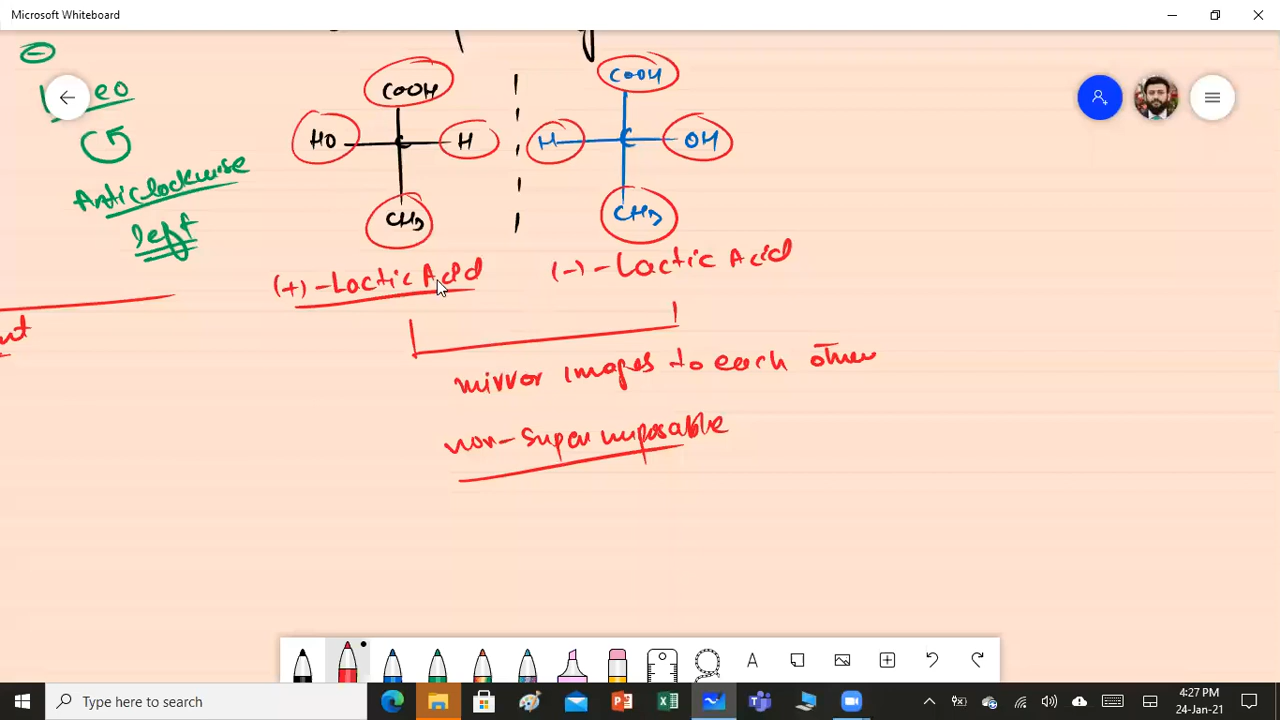 Microsoft Whiteboard
⊖
Anticlockwise
left
COOH
HO C H
CH3
(+)-Lactic Acid
COOH
H C OH
CH3
(-)-Lactic Acid
mirror images to each other
non-superimposable
A
Type here to search
4:27 PM
24-Jan-21